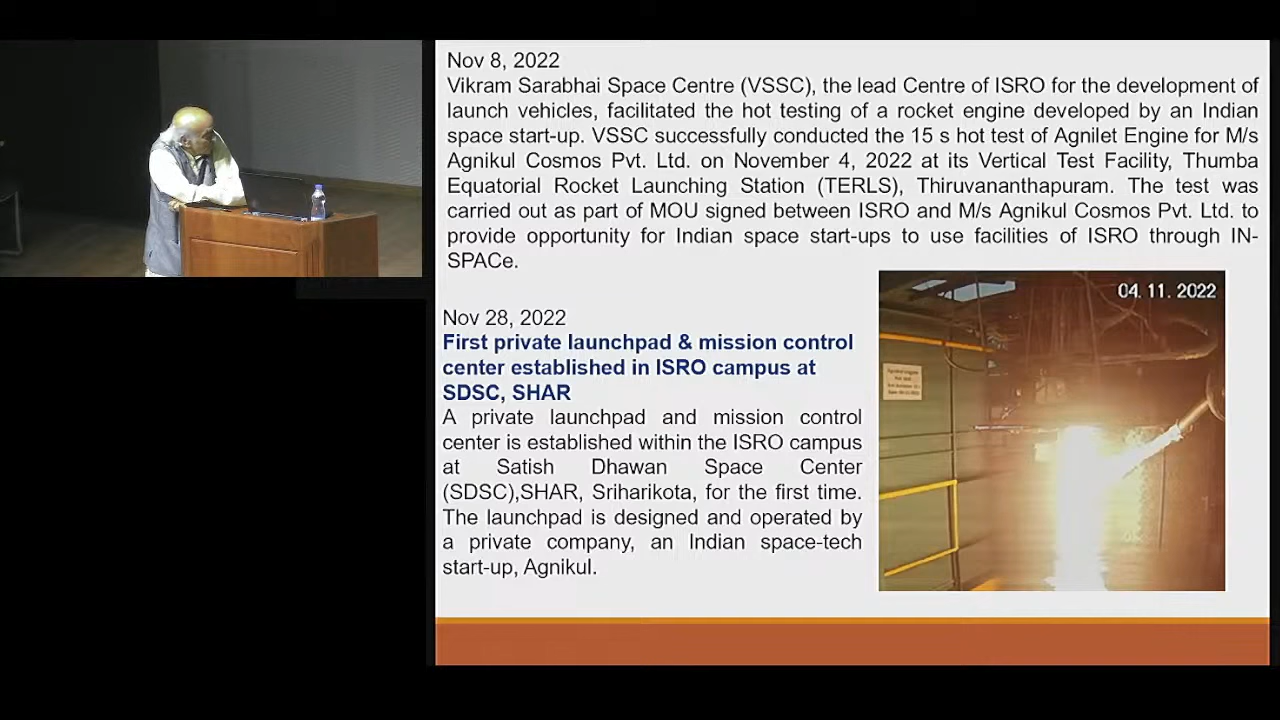 Nov 8, 2022
Vikram Sarabhai Space Centre (VSSC), the lead Centre of ISRO for the development of
launch vehicles, facilitated the hot testing of a rocket engine developed by an Indian
space start-up. VSSC successfully conducted the 15 s hot test of Agnilet Engine for M/s
Agnikul Cosmos Pvt. Ltd. on November 4, 2022 at its Vertical Test Facility, Thumba
Equatorial Rocket Launching Station (TERLS), Thiruvananthapuram. The test was
carried out as part of MOU signed between ISRO and M/s Agnikul Cosmos Pvt. Ltd. to
provide opportunity for Indian space start-ups to use facilities of ISRO through IN-
SPACe.
04. 11. 2022
Nov 28, 2022
First private launchpad & mission control
center established in ISRO campus at
SDSC, SHAR
A private launchpad and mission control
center is established within the ISRO campus
at Satish Dhawan Space Center
(SDSC),SHAR, Sriharikota, for the first time.
The launchpad is designed and operated by
a private company, an Indian space-tech
start-up, Agnikul.